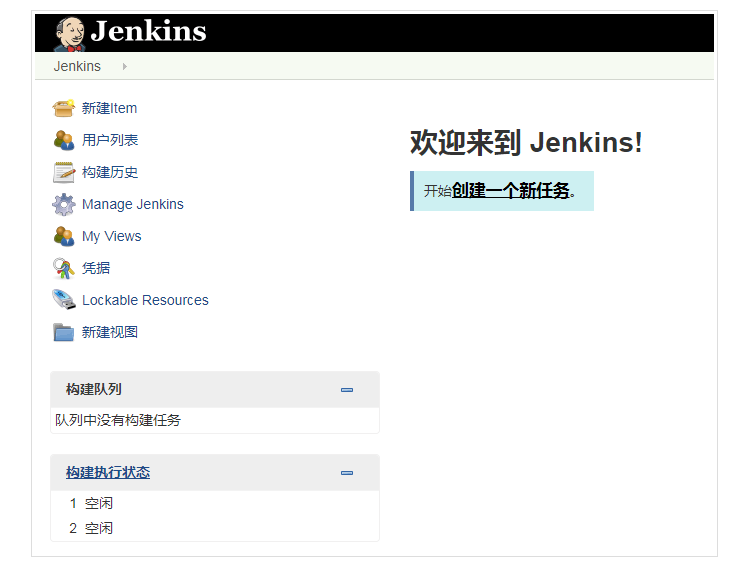 Jenkins
Jenkins
新建Item
用户列表
构建历史
Manage Jenkins
My Views
凭据
Lockable Resources
新建视图
构建队列
队列中没有构建任务
构建执行状态
1 空闲
2 空闲
欢迎来到 Jenkins!
开始创建一个新任务。